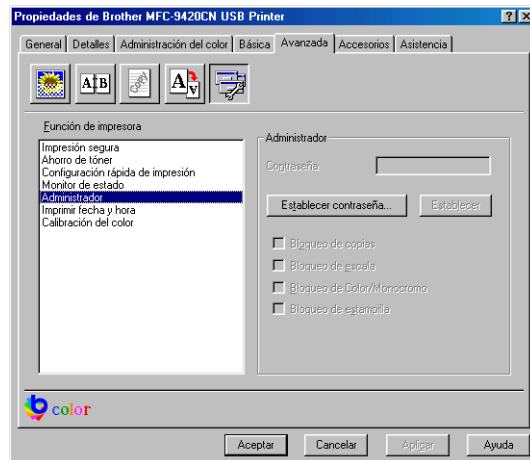 Propiedades de Brother MFC-9420CN USB Printer
General Detalles Administración del color Básica Avanzada Accesorios Asistencia
A B
A A
Función de impresora
Impresión segura
Ahorro de tóner
Configuración rápida de impresión
Monitor de estado
Administrador
Imprimir fecha y hora
Calibración del color
Administrador
Contraseña
Establecer contraseña... Establecer
Bloqueo de copias
Bloqueo de escala
Bloqueo de Color/Monocromo
Bloqueo de estampilla
color
Aceptar Cancelar Aplicar Ayuda